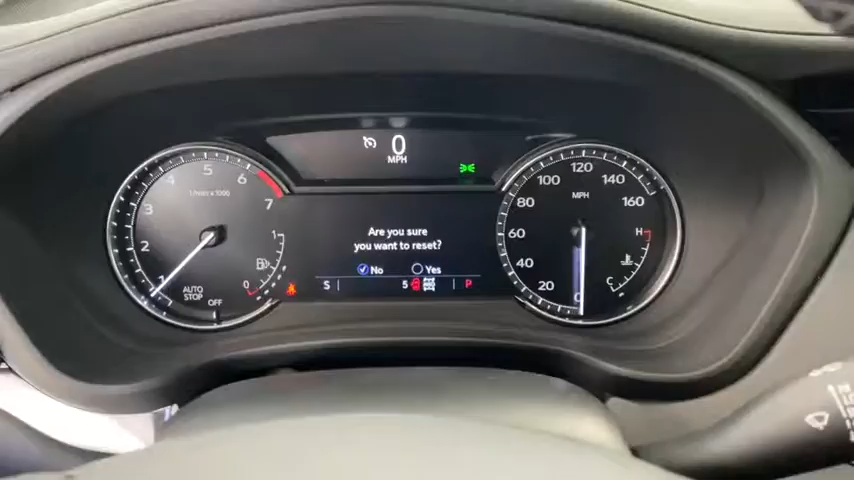 0
MPH
5
4
6
1/min x 1000
3
7
2
1
1
0
AUTO
STOP
OFF
Are you sure
you want to reset?
No
Yes
S
5
P
120
100
140
MPH
80
160
60
H
40
C
20
0